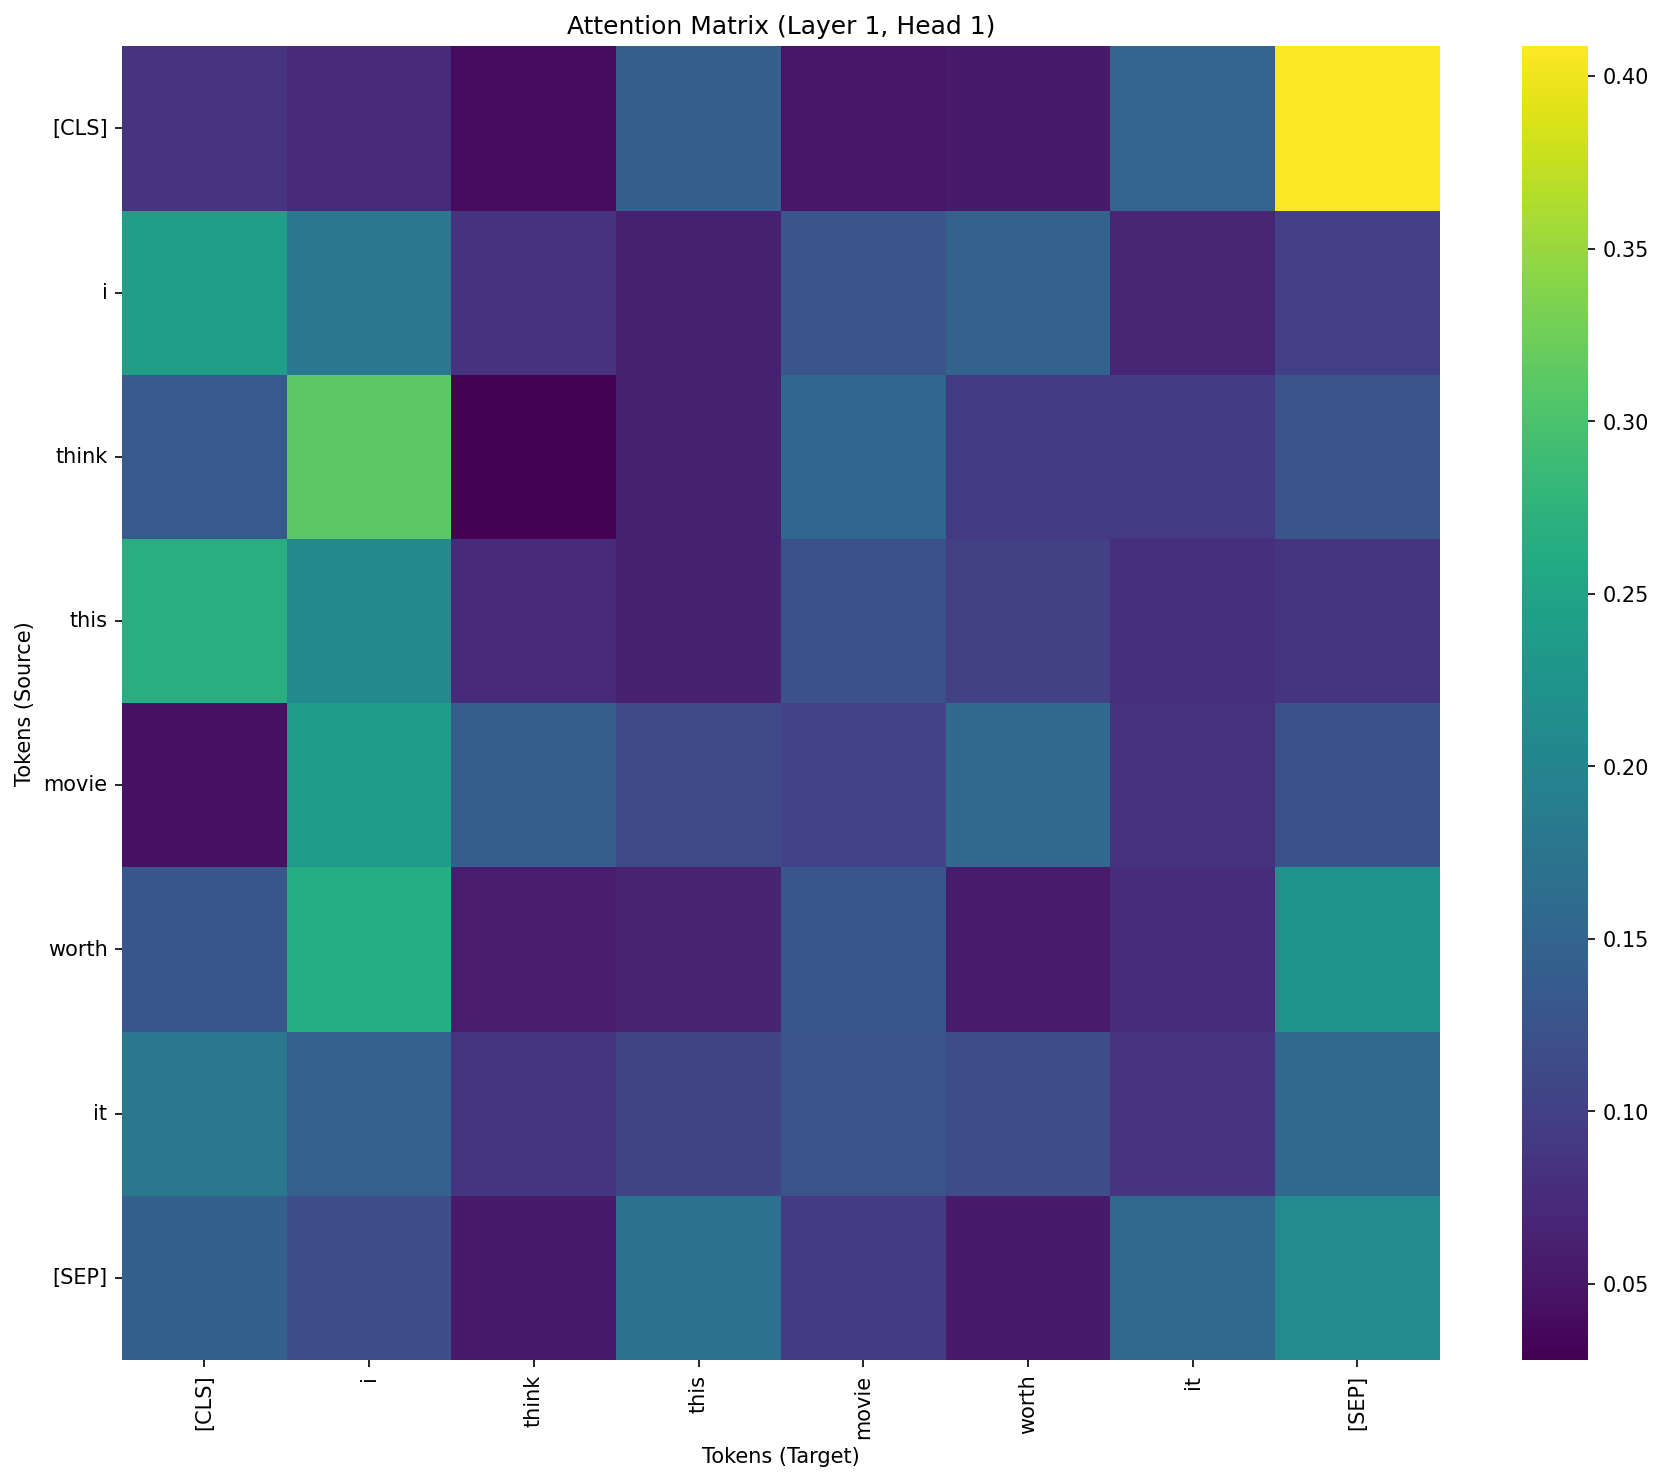 Attention Matrix (Layer 1, Head 1)
Tokens (Source)
[CLS]
i
think
this
movie
worth
it
[SEP]
[CLS]
i
think
this
movie
worth
it
[SEP]
Tokens (Target)
0.40
0.35
0.30
0.25
0.20
0.15
0.10
0.05